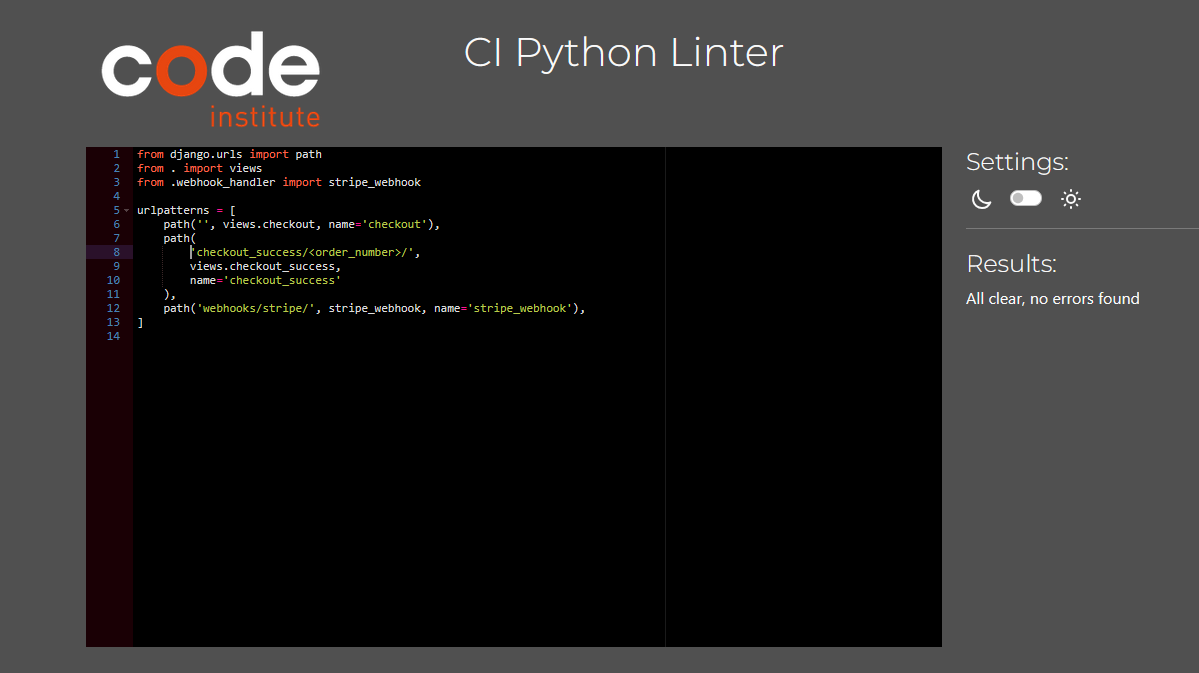 code
institute
CI Python Linter
1 from django.urls import path
2 from . import views
3 from .webhook_handler import stripe_webhook
4
5 urlpatterns = [
6     path('', views.checkout, name='checkout'),
7     path(
8         'checkout_success/<order_number>/',
9         views.checkout_success,
10         name='checkout_success'
11     ),
12     path('webhooks/stripe/', stripe_webhook, name='stripe_webhook'),
13 ]
14
Settings:
Results:
All clear, no errors found